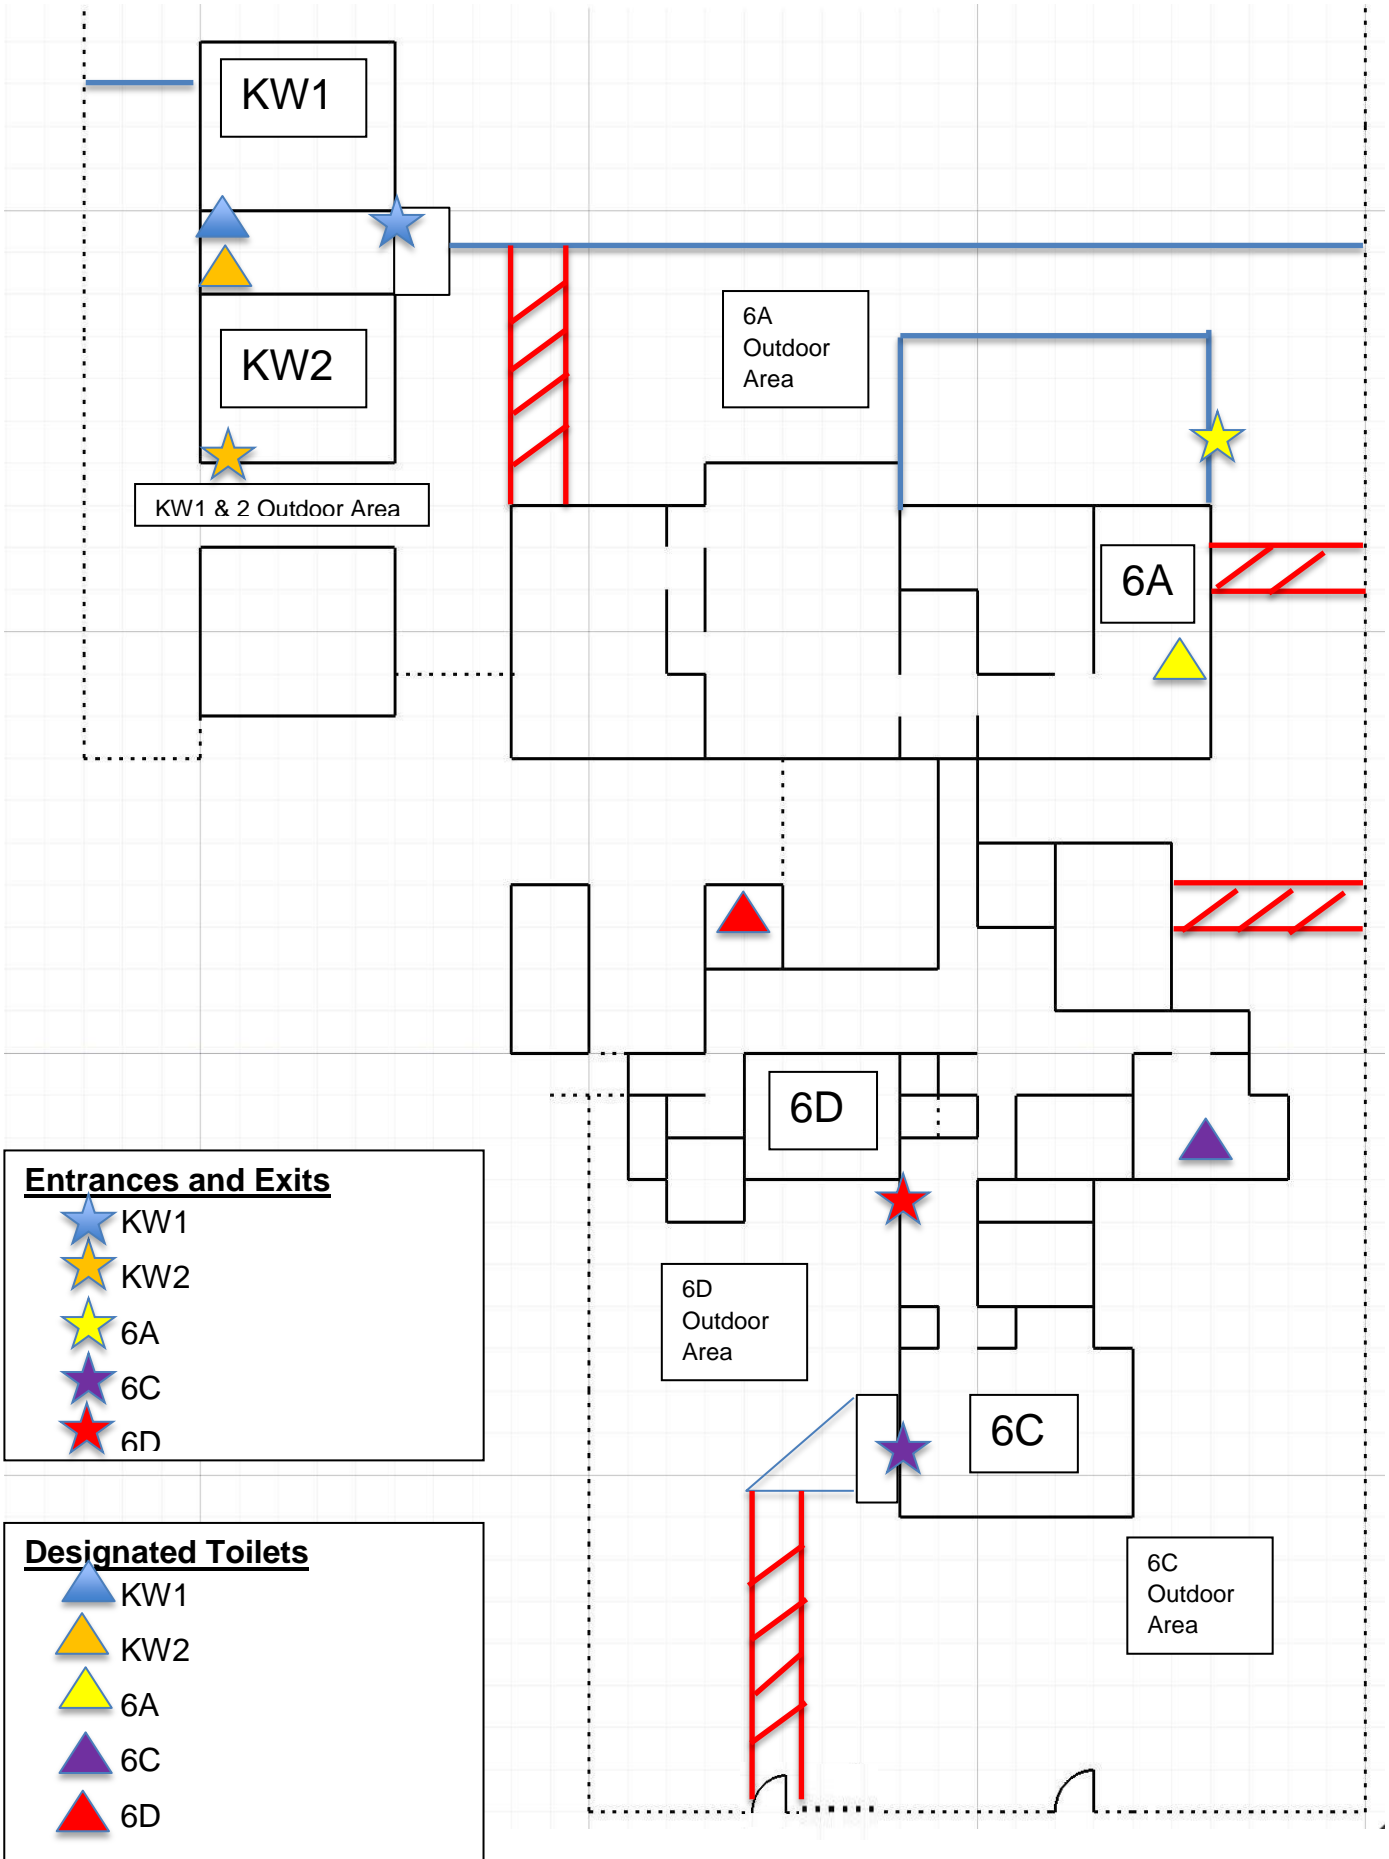 KW1
6A
Outdoor
Area
KW2
KW1 & 2 Outdoor Area
6A
6D
Entrances and Exits
KW1
KW2
6A
6C
6D
6D
Outdoor
Area
6C
6C
Outdoor
Area
Designated Toilets
KW1
KW2
6A
6C
6D